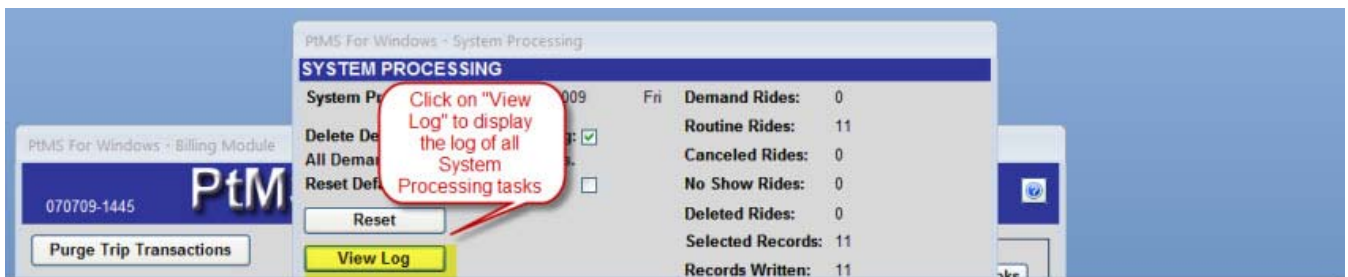 PtMS For Windows - System Processing
SYSTEM PROCESSING
System P 009 Fri
Click on "View
Log" to display
the log of all
System
Processing tasks
Delete De g:
All Demar s.
Reset Def
Reset
View Log
Demand Rides: 0
Routine Rides: 11
Canceled Rides: 0
No Show Rides: 0
Deleted Rides: 0
Selected Records: 11
Records Written: 11
PtMS For Windows - Billing Module
070709-1445
PtM
Purge Trip Transactions